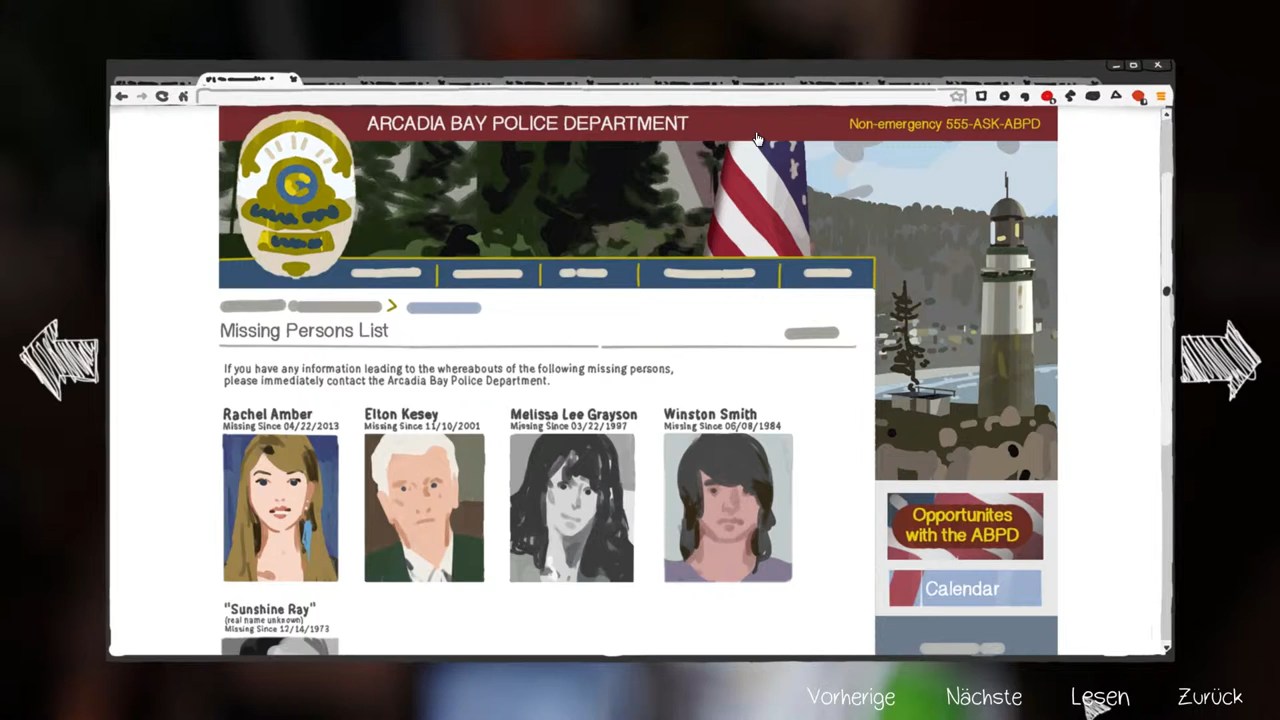 ARCADIA BAY POLICE DEPARTMENT
Non-emergency 555-ASK-ABPD
Missing Persons List
If you have any information leading to the whereabouts of the following missing persons,
please immediately contact the Arcadia Bay Police Department.
Rachel Amber
Missing Since 04/22/2013
Elton Kesey
Missing Since 11/10/2001
Melissa Lee Grayson
Missing Since 03/22/1997
Winston Smith
Missing Since 06/08/1984
"Sunshine Ray"
(real name unknown)
Missing Since 12/14/1973
Opportunites
with the ABPD
Calendar
Vorherige
Nächste
Lesen
Zurück